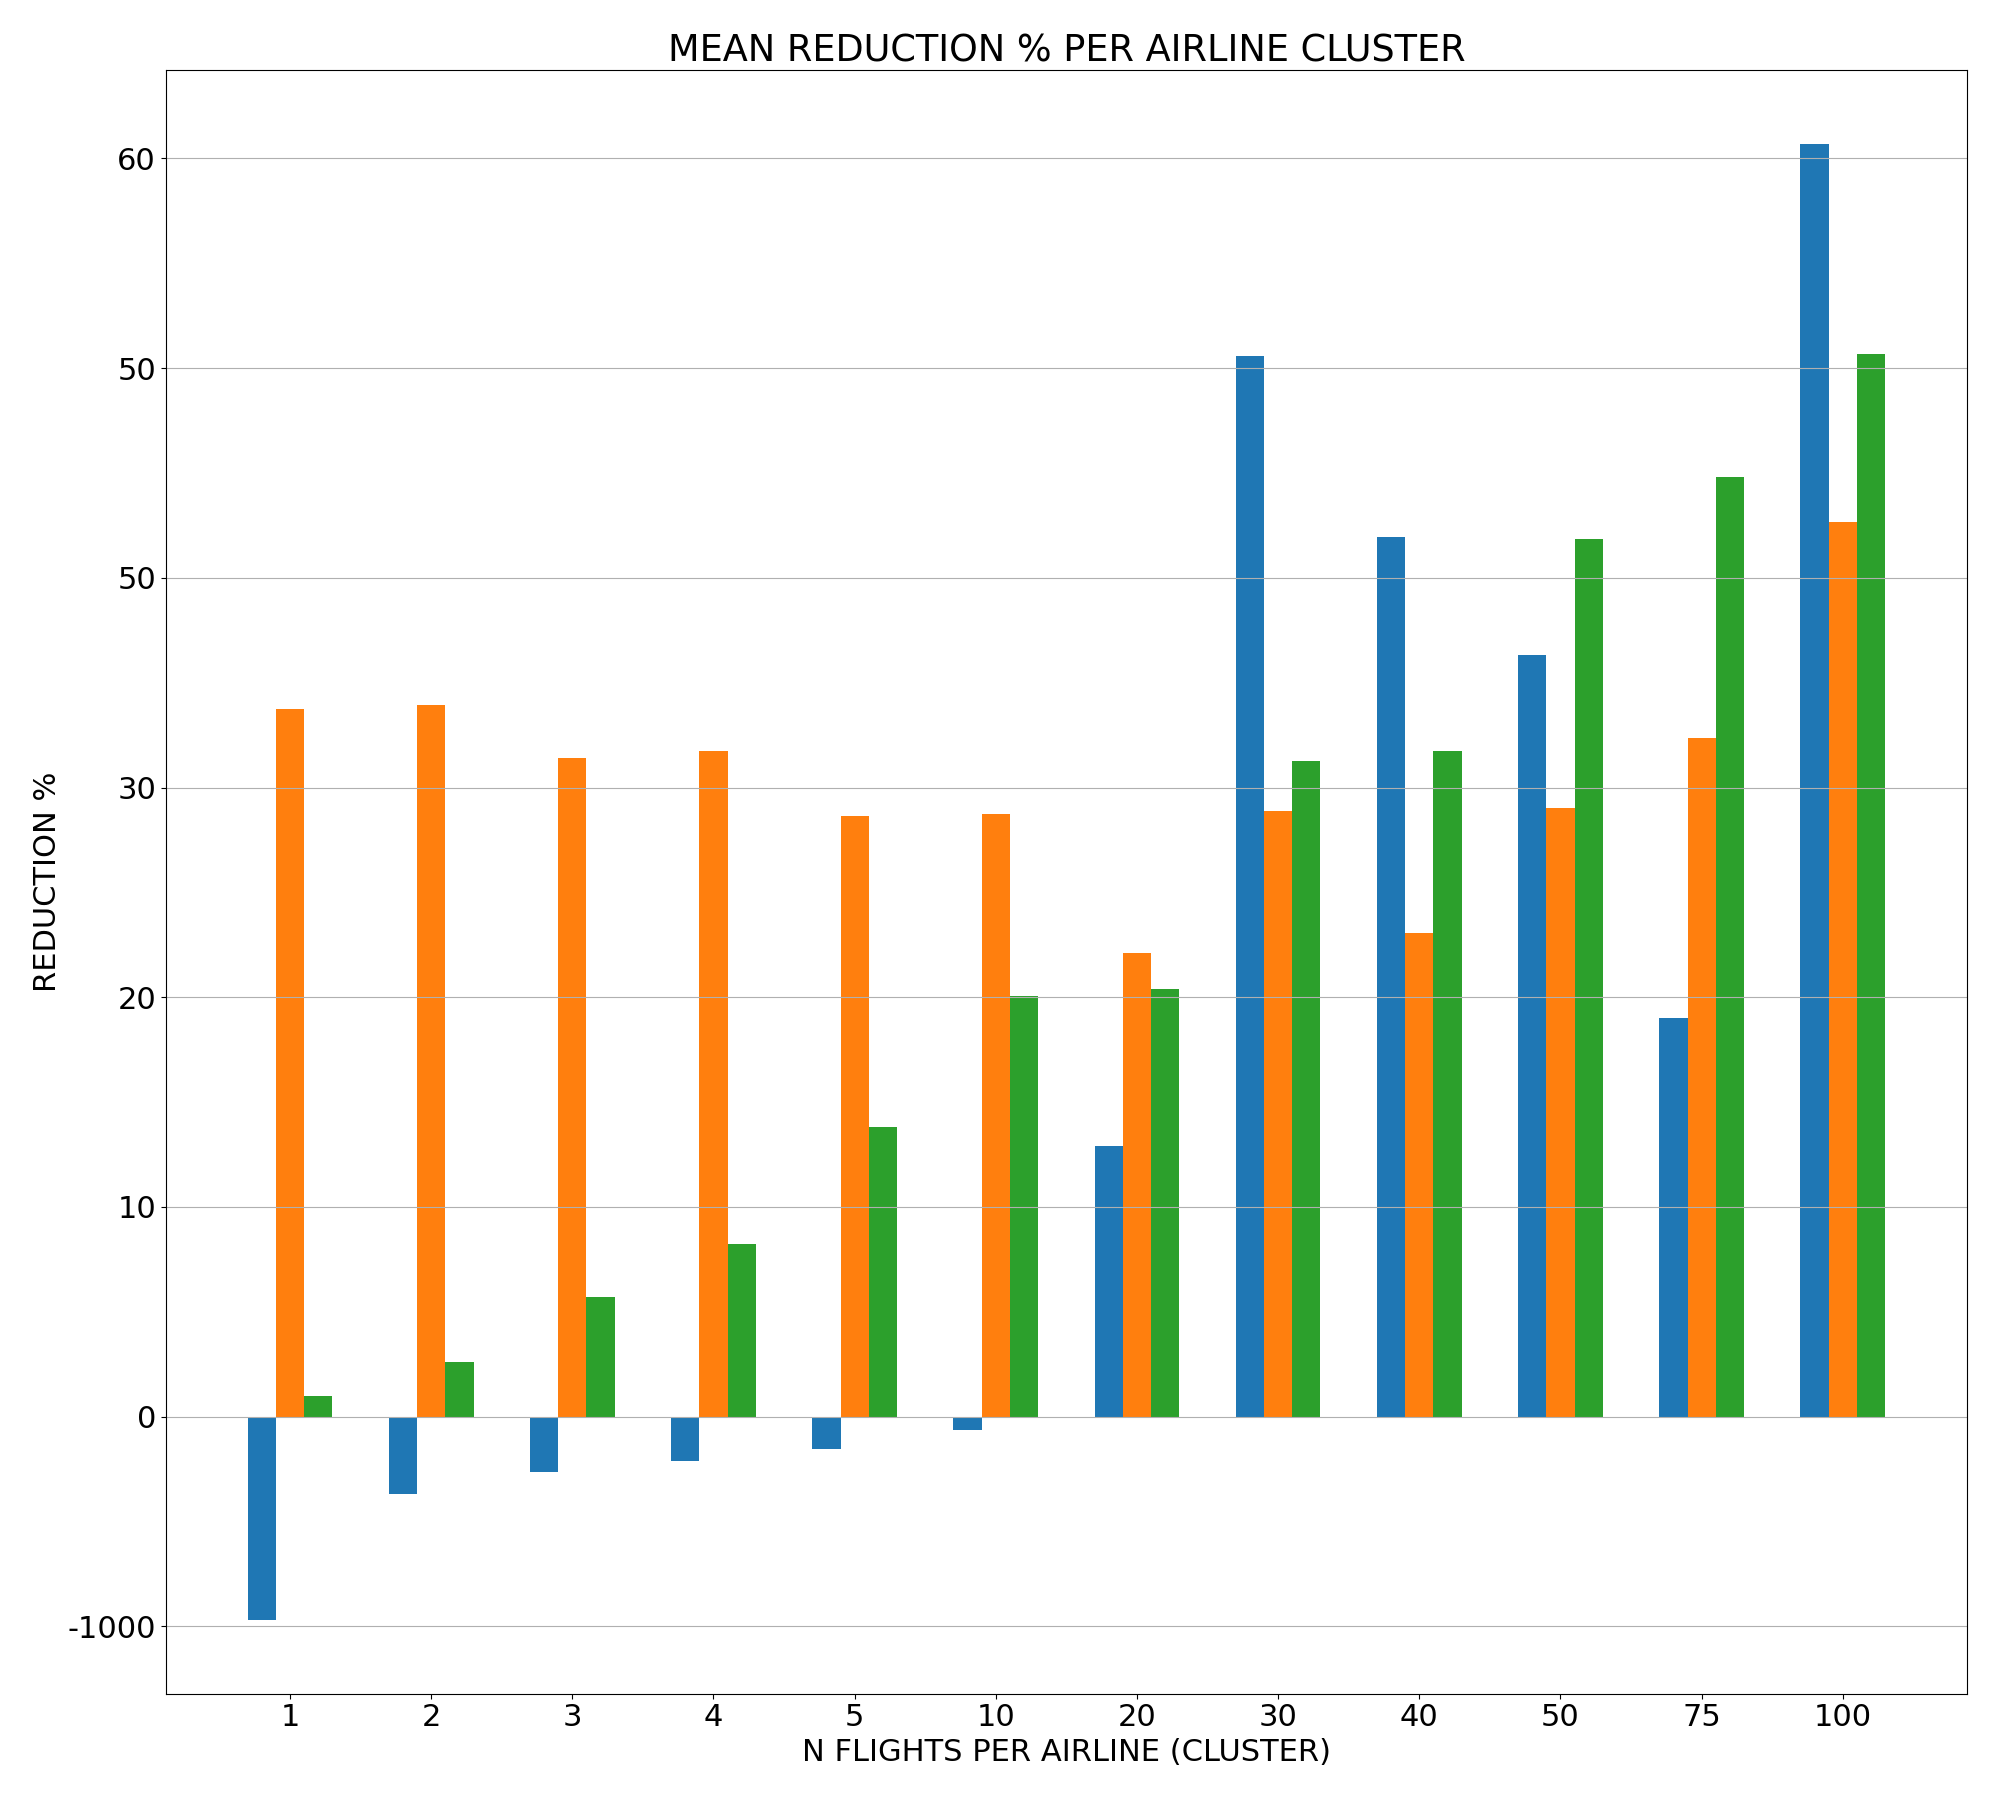 MEAN REDUCTION % PER AIRLINE CLUSTER
60
50
50
30
20
10
0
-1000
REDUCTION %
1 2 3 4 5 10 20 30 40 50 75 100
N FLIGHTS PER AIRLINE (CLUSTER)